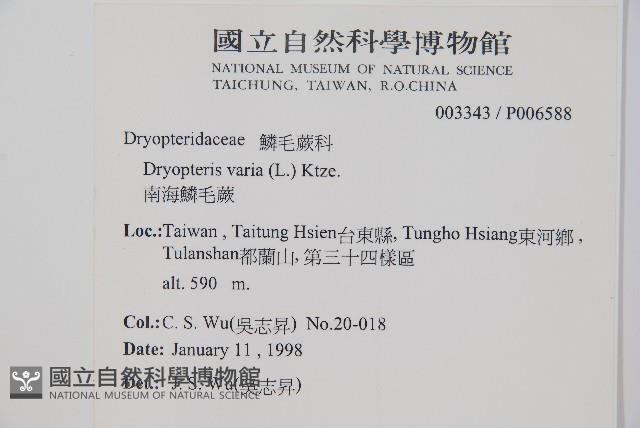 國立自然科學博物館
NATIONAL MUSEUM OF NATURAL SCIENCE
TAICHUNG, TAIWAN, R.O.CHINA
003343 / P006588
Dryopteridaceae 鱗毛蕨科
Dryopteris varia (L.) Ktze.
南海鱗毛蕨
Loc.:Taiwan , Taitung Hsien台東縣, Tungho Hsiang東河鄉 ,
Tulanshan都蘭山, 第三十四樣區
alt. 590 m.
Col.:C. S. Wu(吳志昇) No.20-018
Date: January 11 , 1998
Det.: J. S. Wu(吳志昇)
國立自然科學博物館
NATIONAL MUSEUM OF NATURAL SCIENCE